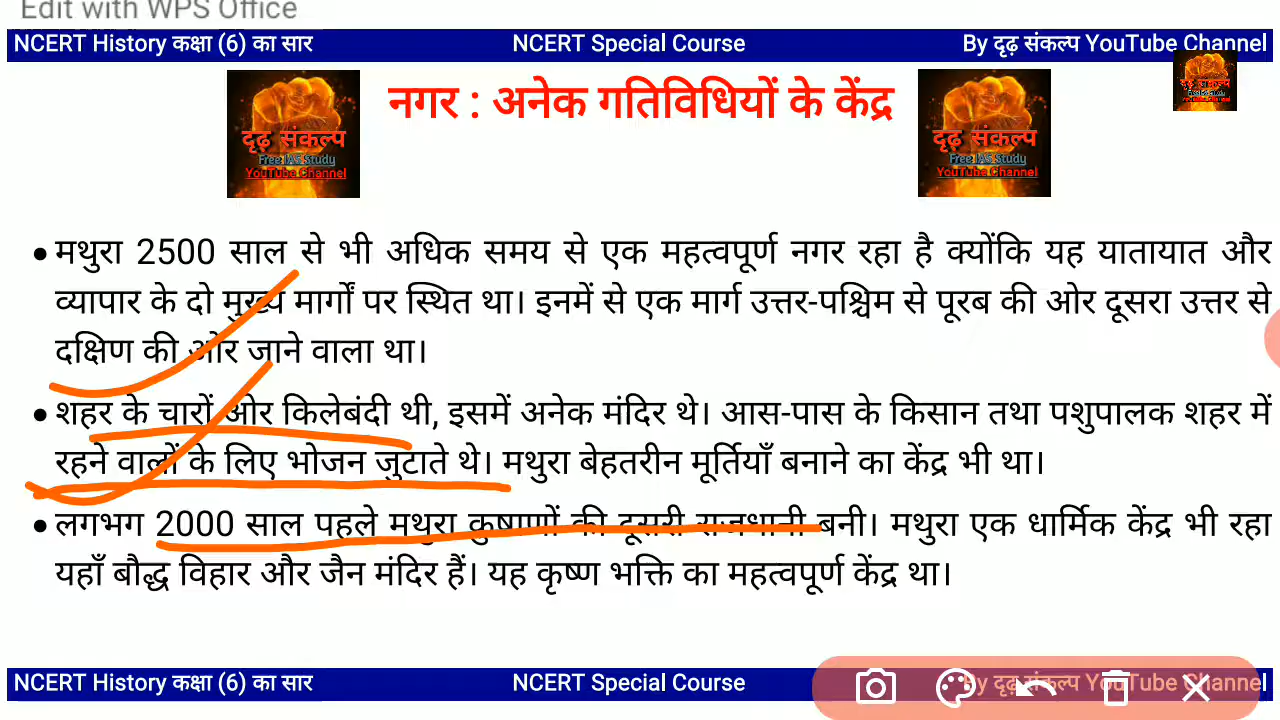 Edit with WPS Office
NCERT History कक्षा (6) का सार NCERT Special Course By दृढ़ संकल्प YouTube Channel
नगर : अनेक गतिविधियों के केंद्र
दृढ़ संकल्प
Free IAS Study
YouTube Channel
दृढ़ संकल्प
Free IAS Study
YouTube Channel
•मथुरा 2500 साल से भी अधिक समय से एक महत्वपूर्ण नगर रहा है क्योंकि यह यातायात और
व्यापार के दो मुख्य मार्गों पर स्थित था। इनमें से एक मार्ग उत्तर-पश्चिम से पूरब की ओर दूसरा उत्तर से
दक्षिण की ओर जाने वाला था।
•शहर के चारों ओर किलेबंदी थी, इसमें अनेक मंदिर थे। आस-पास के किसान तथा पशुपालक शहर में
रहने वालों के लिए भोजन जुटाते थे। मथुरा बेहतरीन मूर्तियाँ बनाने का केंद्र भी था।
•लगभग 2000 साल पहले मथुरा कुषाणों की दूसरी राजधानी बनी। मथुरा एक धार्मिक केंद्र भी रहा
यहाँ बौद्ध विहार और जैन मंदिर हैं। यह कृष्ण भक्ति का महत्वपूर्ण केंद्र था।
NCERT History कक्षा (6) का सार NCERT Special Course By दृढ़ संकल्प YouTube Channel